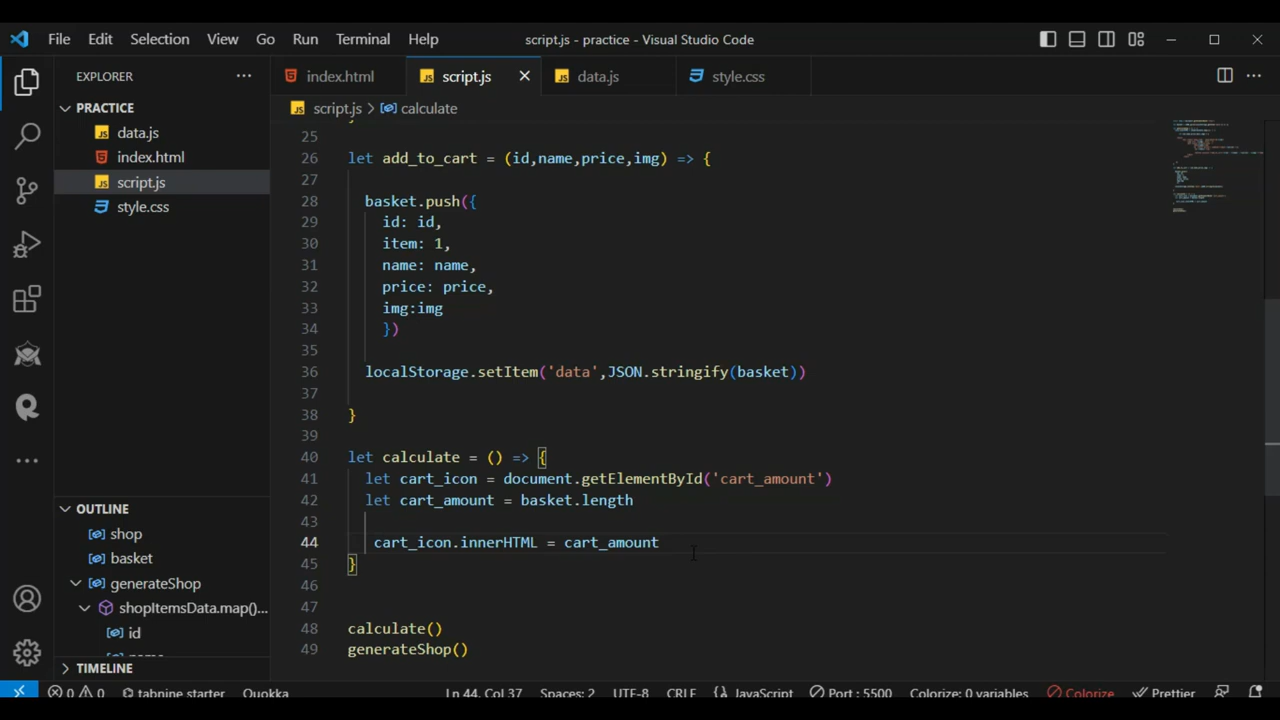 File Edit Selection View Go Run Terminal Help script.js - practice - Visual Studio Code
EXPLORER
PRACTICE
data.js
index.html
script.js
style.css
OUTLINE
shop
basket
generateShop
shopItemsData.map()...
id
TIMELINE
index.html script.js data.js style.css
script.js > calculate
25
26 let add_to_cart = (id,name,price,img) => {
27
28 basket.push({
29 id: id,
30 item: 1,
31 name: name,
32 price: price,
33 img:img
34 })
35
36 localStorage.setItem('data',JSON.stringify(basket))
37
38 }
39
40 let calculate = () => {
41 let cart_icon = document.getElementById('cart_amount')
42 let cart_amount = basket.length
43
44 cart_icon.innerHTML = cart_amount
45 }
46
47
48 calculate()
49 generateShop()
0 0 tabnine starter Quokka Ln 44, Col 37 Spaces: 2 UTF-8 CRLF JavaScript Port : 5500 Colorize: 0 variables Colorize Prettier